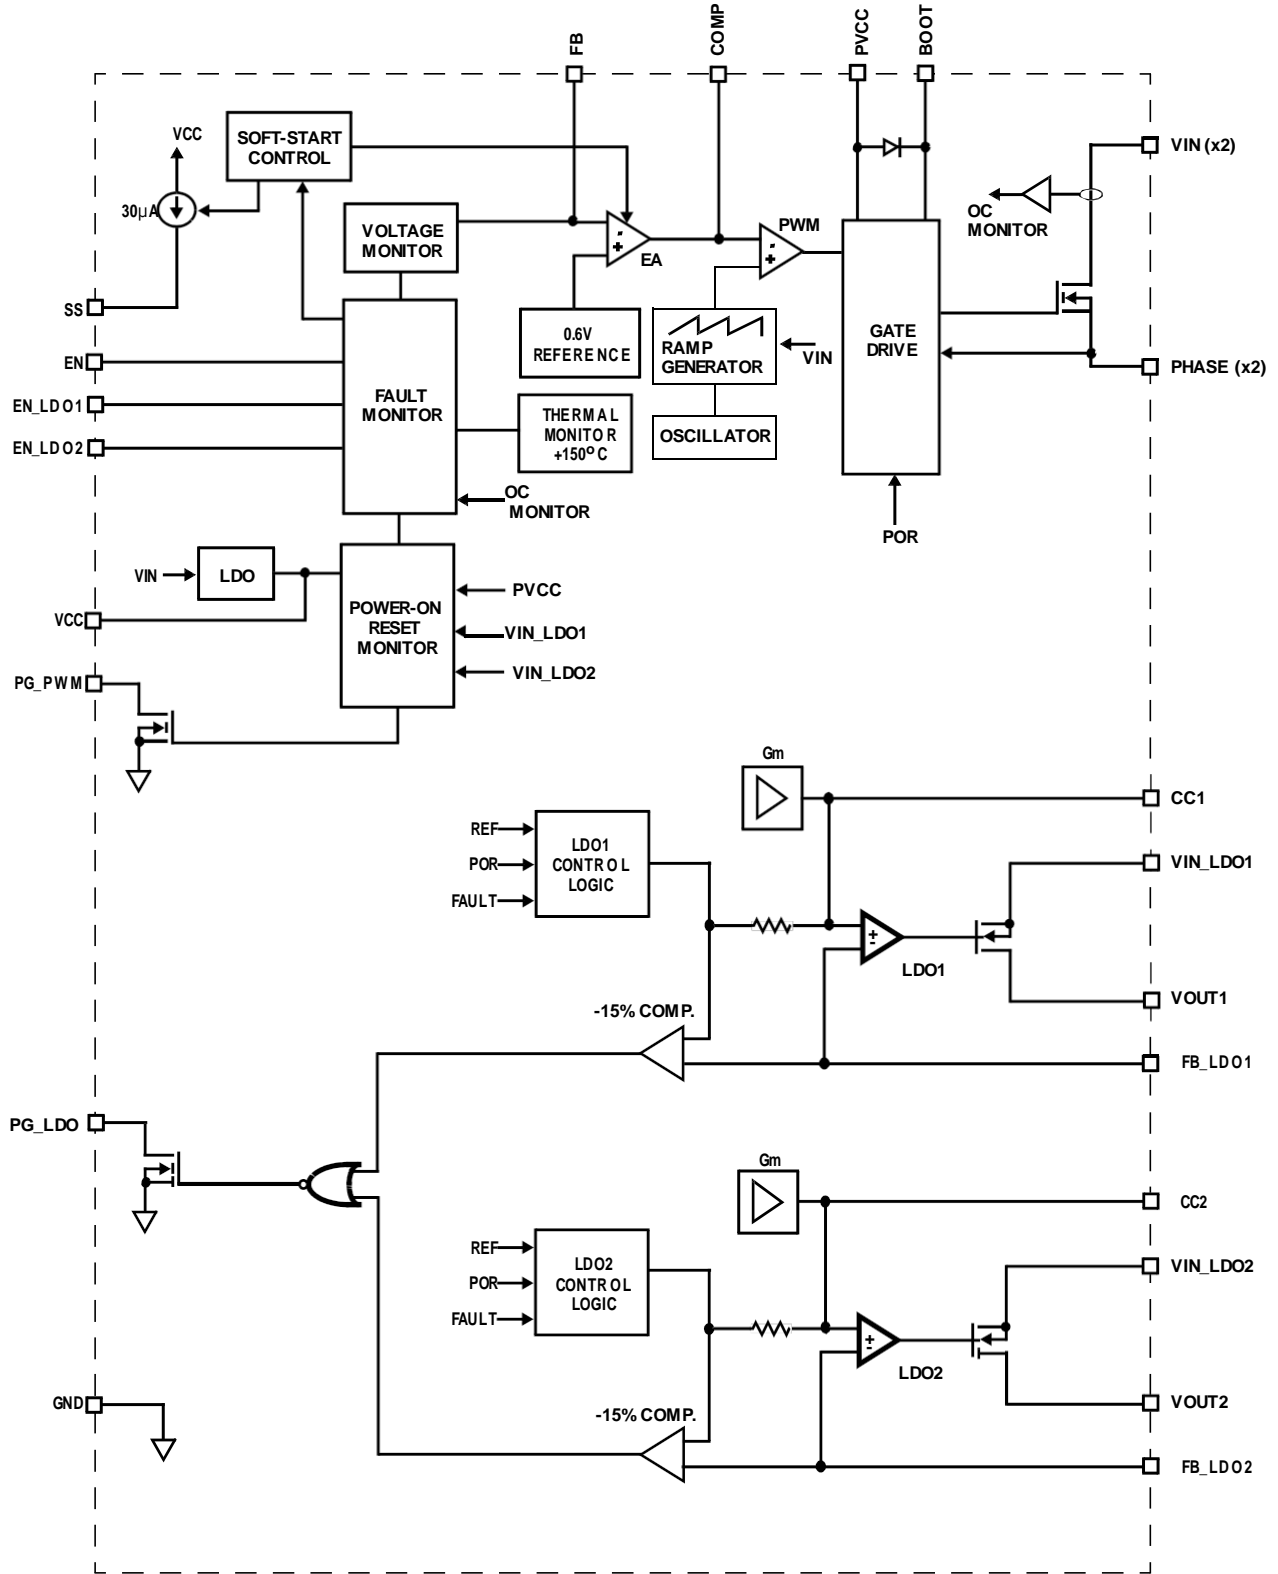 FB
COMP
PVCC
BOOT
VCC
SOFT-START
CONTROL
VIN (x2)
30µA
OC
MONITOR
VOLTAGE
MONITOR
-
+
EA
PWM
-
+
SS
0.6V
REFERENCE
RAMP
GENERATOR
VIN
GATE
DRIVE
EN
PHASE (x2)
FAULT
MONITOR
EN_LDO1
THERMAL
MONITOR
+150°C
OSCILLATOR
EN_LDO2
OC
MONITOR
POR
VIN
LDO
PVCC
POWER-ON
RESET
MONITOR
VCC
VIN_LDO1
VIN_LDO2
PG_PWM
Gm
CC1
REF
POR
FAULT
LDO1
CONTROL
LOGIC
VIN_LDO1
+
-
LDO1
VOUT1
-15% COMP.
FB_LDO1
PG_LDO
Gm
CC2
REF
POR
FAULT
LDO2
CONTROL
LOGIC
VIN_LDO2
+
-
LDO2
VOUT2
GND
-15% COMP.
FB_LDO2